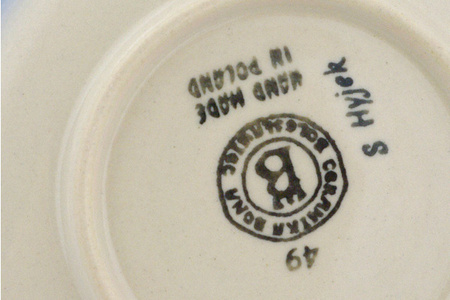 HAND MADE
IN POLAND
CERAMIKA BONA BOLESŁAWIEC
B
49
S Hyjek